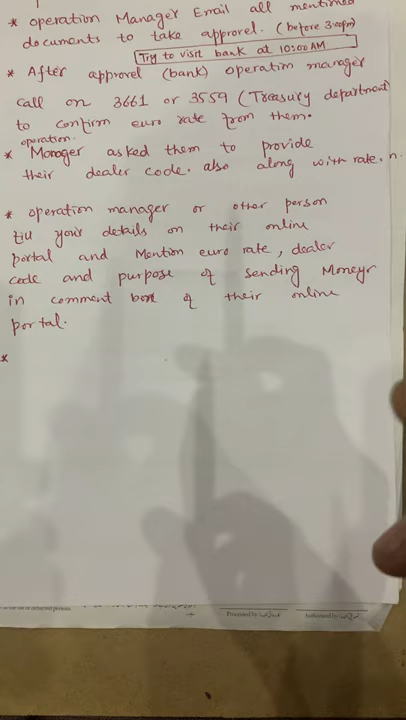 * operation Manager Email all mentioned
documents to take approvel. (before 3:00pm)
Try to visit bank at 10:00 AM
* After approvel (bank) operation manager
call on 3661 or 3559 (Treasury department)
to confirm euro rate from them.
operation.
* Manager asked them to provide
their dealer code. also along with rate.
* operation manager or other person
fill your details on their online
portal and Mention euro rate, dealer
code and purpose of sending Money
in comment box of their online
portal.
*
Processed by
Authorized by